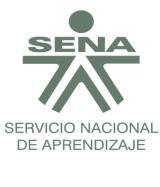 SENA
SERVICIO NACIONAL
DE APRENDIZAJE